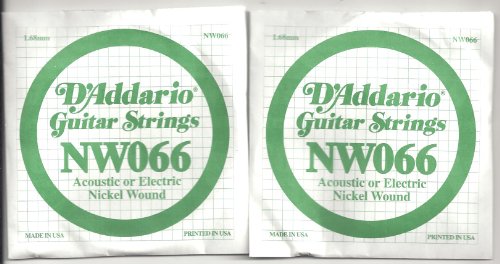 1.68mm NW066
D'Addario®
Guitar Strings
NW066
Acoustic or Electric
Nickel Wound
MADE IN USA PRINTED IN USA
1.68mm NW066
D'Addario®
Guitar Strings
NW066
Acoustic or Electric
Nickel Wound
MADE IN USA PRINTED IN USA